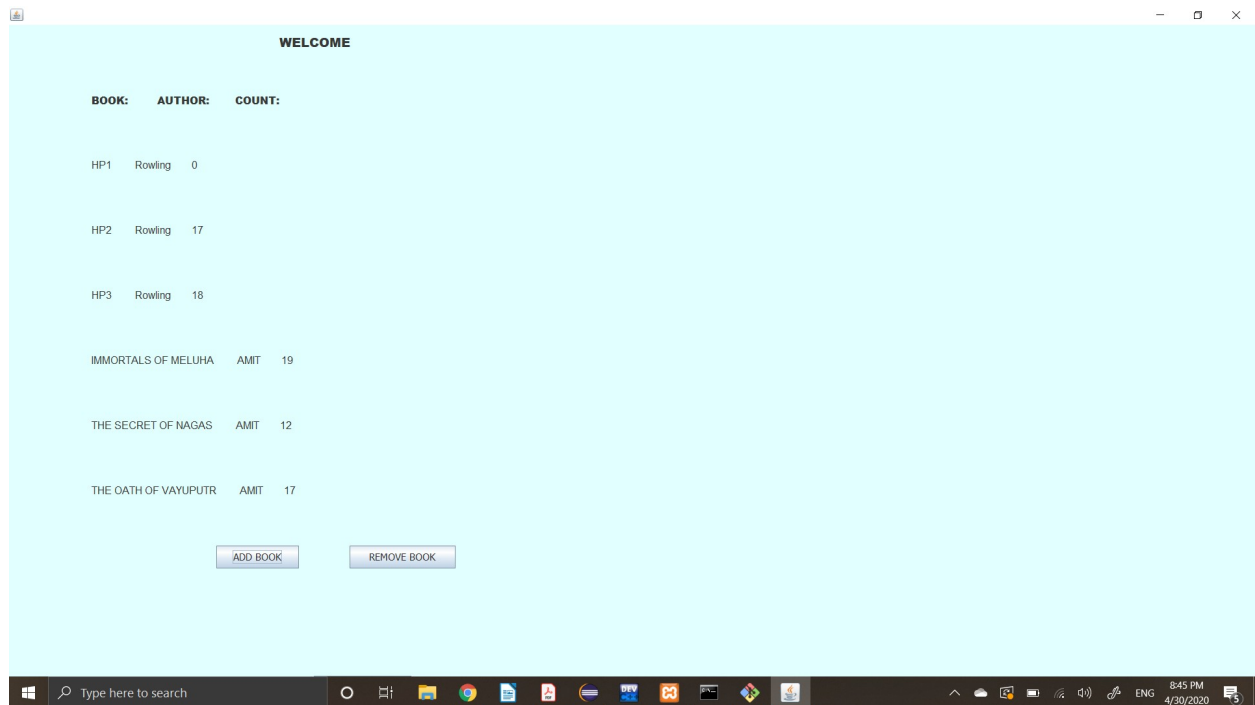 WELCOME
BOOK: AUTHOR: COUNT:
HP1 Rowling 0
HP2 Rowling 17
HP3 Rowling 18
IMMORTALS OF MELUHA AMIT 19
THE SECRET OF NAGAS AMIT 12
THE OATH OF VAYUPUTR AMIT 17
ADD BOOK REMOVE BOOK
Type here to search DEV ENG 8:45 PM
4/30/2020 5